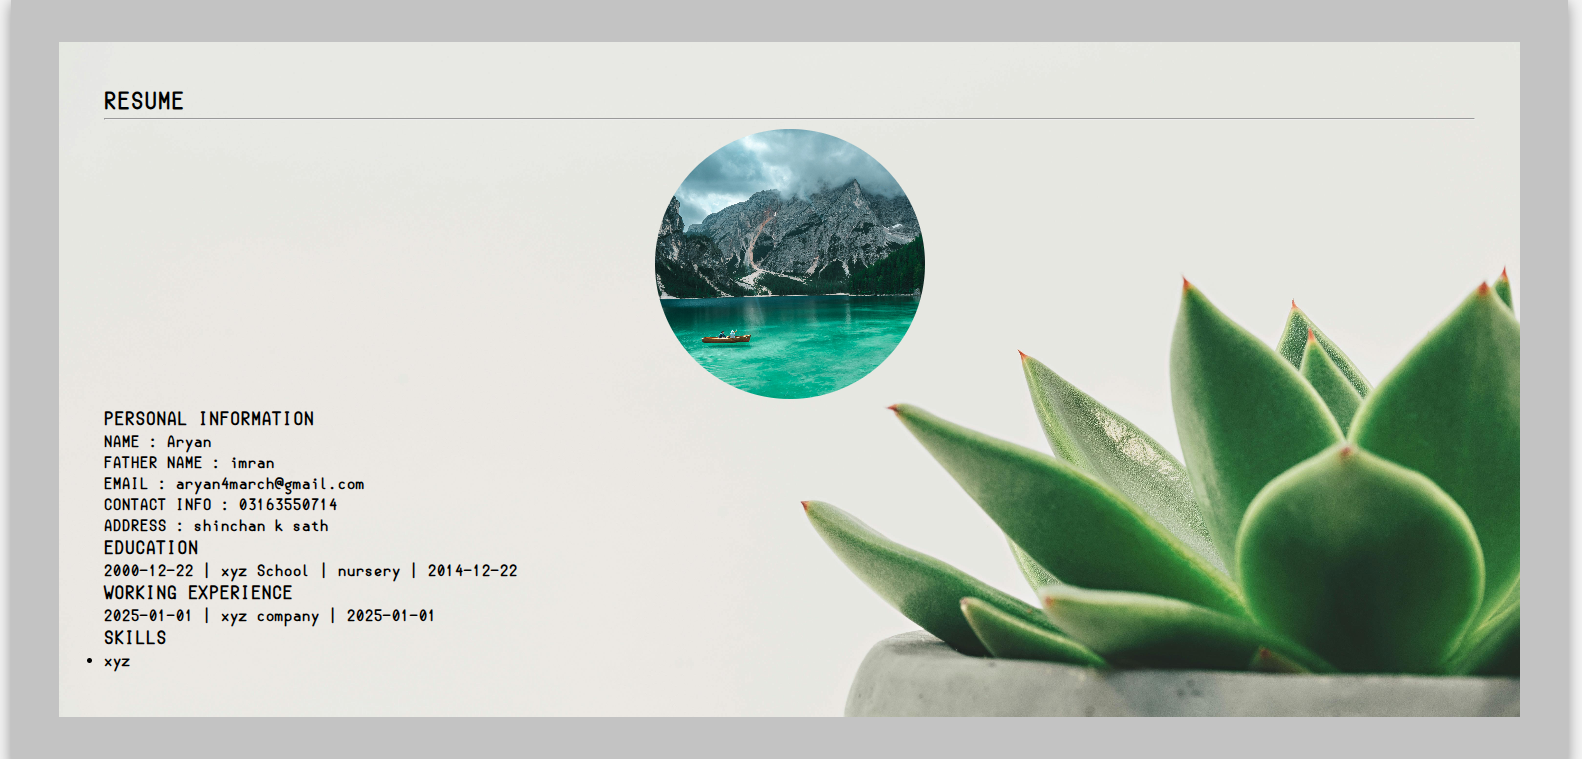 RESUME
PERSONAL INFORMATION
NAME : Aryan
FATHER NAME : imran
EMAIL : aryan4march@gmail.com
CONTACT INFO : 03163550714
ADDRESS : shinchan k sath
EDUCATION
2000-12-22 | xyz School | nursery | 2014-12-22
WORKING EXPERIENCE
2025-01-01 | xyz company | 2025-01-01
SKILLS
• xyz